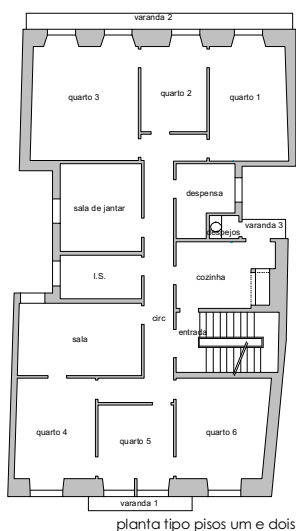 varanda 2
quarto 3
quarto 2
quarto 1
despensa
sala de jantar
varanda 3
despejos
I.S.
cozinha
circ
entrada
sala
quarto 4
quarto 5
quarto 6
varanda 1
planta tipo pisos um e dois